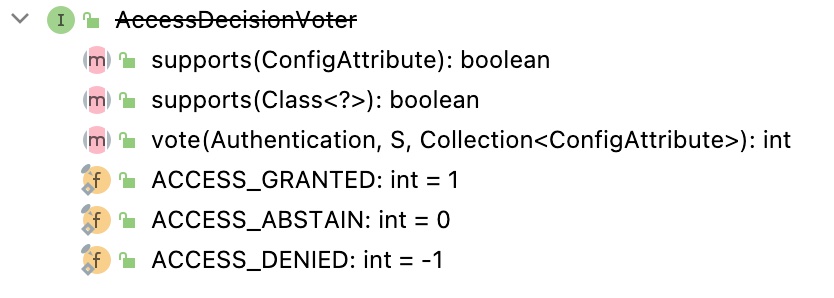 I AccessDecisionVoter
m supports(ConfigAttribute): boolean
m supports(Class<?>): boolean
m vote(Authentication, S, Collection<ConfigAttribute>): int
f ACCESS_GRANTED: int = 1
f ACCESS_ABSTAIN: int = 0
f ACCESS_DENIED: int = -1